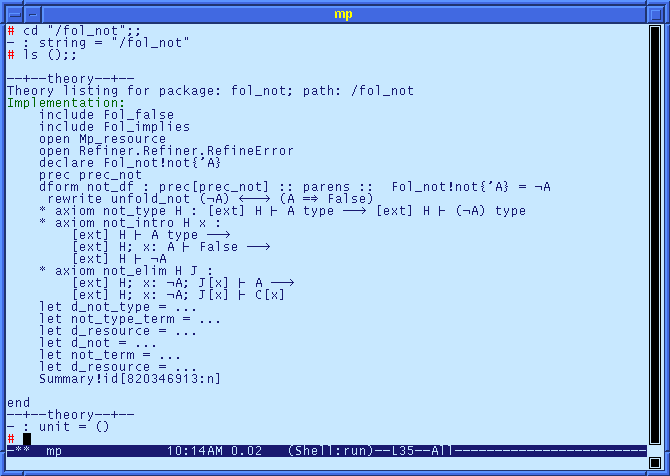 mp
# cd "/fol_not";;
- : string = "/fol_not"
# ls ();;
--+--theory--+--
Theory listing for package: fol_not; path: /fol_not
Implementation:
include Fol_false
include Fol_implies
open Mp_resource
open Refiner.Refiner.RefineError
declare Fol_not!not{'A}
prec prec_not
dform not_df : prec[prec_not] :: parens ::  Fol_not!not{'A} = ¬A
rewrite unfold_not (¬A) <—> (A => False)
* axiom not_type H : [ext] H ⊢ A type —> [ext] H ⊢ (¬A) type
* axiom not_intro H x :
[ext] H ⊢ A type —>
[ext] H; x: A ⊢ False —>
[ext] H ⊢ ¬A
* axiom not_elim H J :
[ext] H; x: ¬A; J[x] ⊢ A —>
[ext] H; x: ¬A; J[x] ⊢ C[x]
let d_not_type = ...
let not_type_term = ...
let d_resource = ...
let d_not = ...
let not_term = ...
let d_resource = ...
Summary!id[820346913:n]
end
--+--theory--+--
- : unit = ()
#
-**  mp          10:14AM 0.02   (Shell:run)--L35--All--------------------------